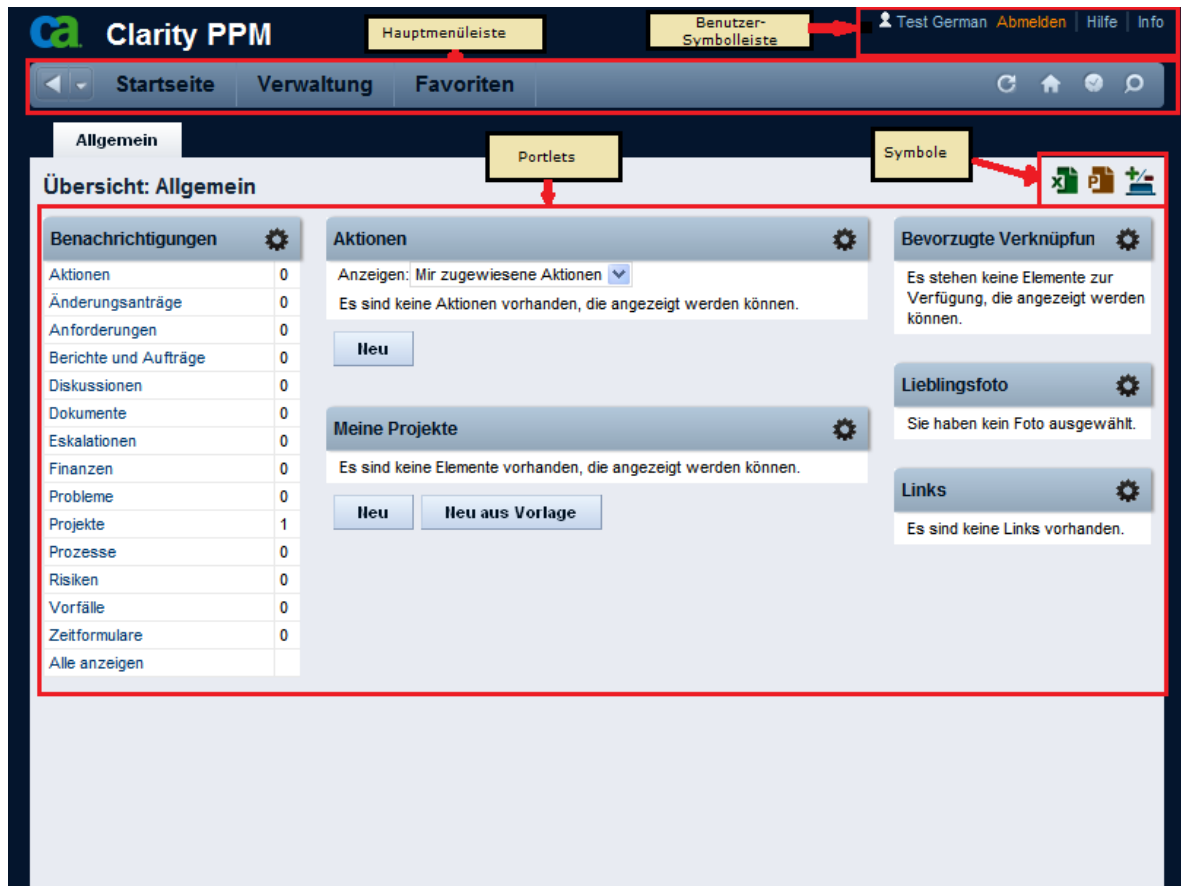 ca Clarity PPM
Hauptmenüleiste
Benutzer-
Symbolleiste
Test German Abmelden | Hilfe | Info
Startseite Verwaltung Favoriten
Allgemein
Portlets
Symbole
Übersicht: Allgemein
Benachrichtigungen
Aktionen 0
Änderungsanträge 0
Anforderungen 0
Berichte und Aufträge 0
Diskussionen 0
Dokumente 0
Eskalationen 0
Finanzen 0
Probleme 0
Projekte 1
Prozesse 0
Risiken 0
Vorfälle 0
Zeitformulare 0
Alle anzeigen
Aktionen
Anzeigen: Mir zugewiesene Aktionen
Es sind keine Aktionen vorhanden, die angezeigt werden können.
Neu
Meine Projekte
Es sind keine Elemente vorhanden, die angezeigt werden können.
Neu Neu aus Vorlage
Bevorzugte Verknüpfun
Es stehen keine Elemente zur
Verfügung, die angezeigt werden
können.
Lieblingsfoto
Sie haben kein Foto ausgewählt.
Links
Es sind keine Links vorhanden.